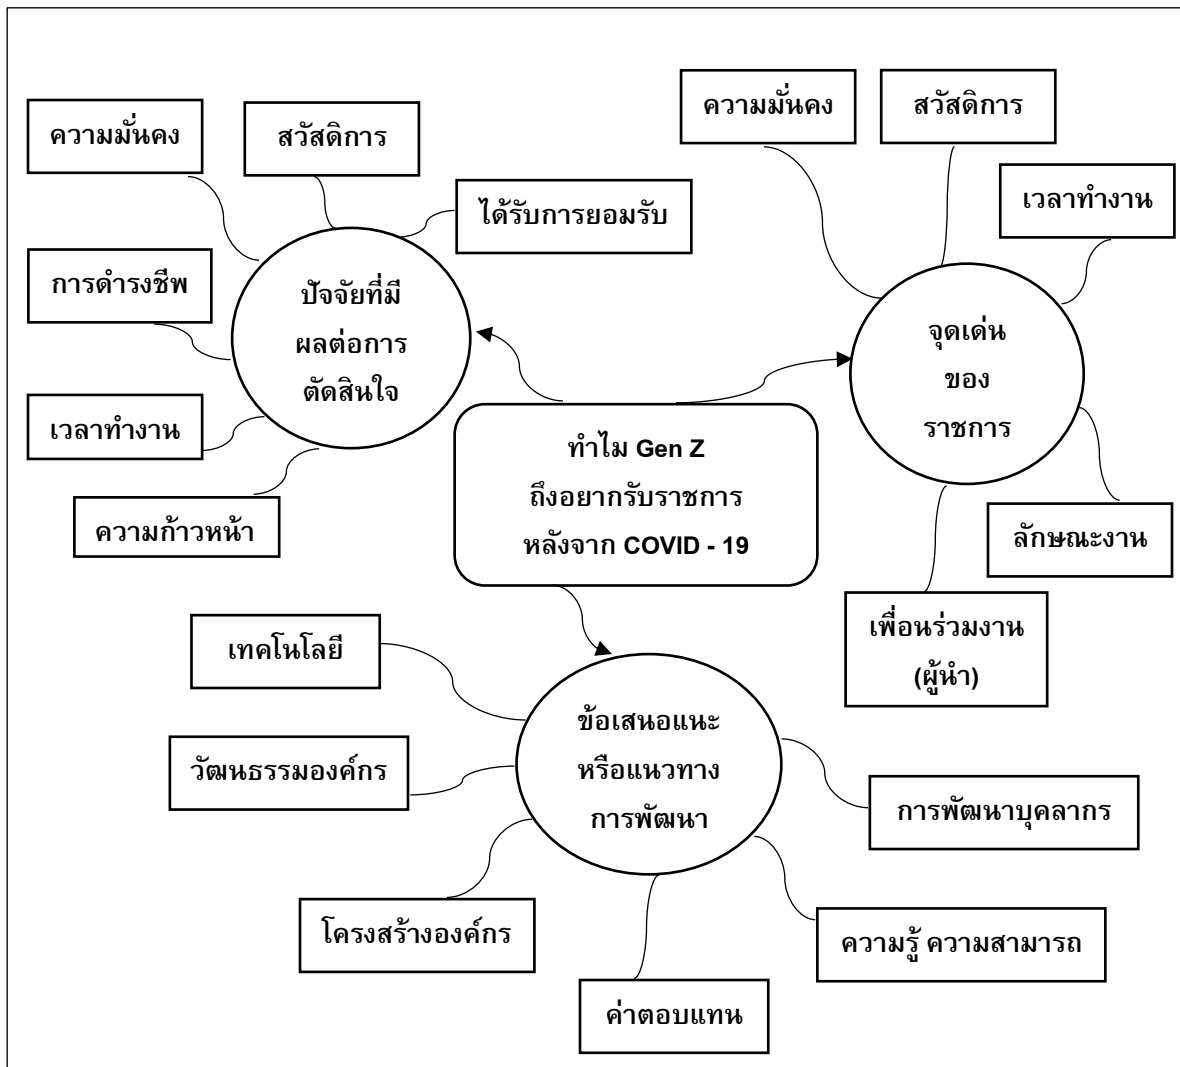 ความมั่นคง
สวัสดิการ
ได้รับการยอมรับ
การดำรงชีพ
เวลาทำงาน
ความก้าวหน้า
ปัจจัยที่มี
ผลต่อการ
ตัดสินใจ
ความมั่นคง
สวัสดิการ
เวลาทำงาน
จุดเด่น
ของ
ราชการ
ลักษณะงาน
เพื่อนร่วมงาน
(ผู้นำ)
ทำไม Gen Z
ถึงอยากรับราชการ
หลังจาก COVID - 19
เทคโนโลยี
วัฒนธรรมองค์กร
โครงสร้างองค์กร
ข้อเสนอแนะ
หรือแนวทาง
การพัฒนา
การพัฒนาบุคลากร
ความรู้ ความสามารถ
ค่าตอบแทน